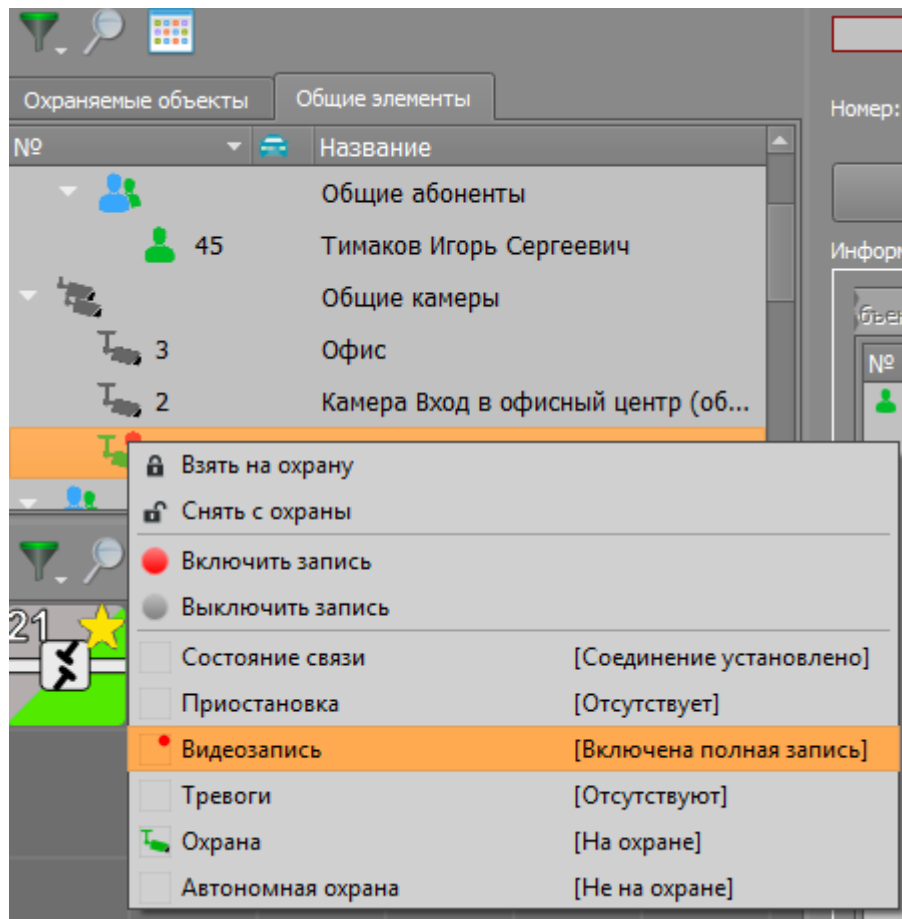 Охраняемые объекты Общие элементы
Номер:
№ Название
Общие абоненты
45 Тимаков Игорь Сергеевич
Информ
Общие камеры
3 Офис
№
2 Камера Вход в офисный центр (об...
Взять на охрану
Снять с охраны
Включить запись
Выключить запись
21
Состояние связи [Соединение установлено]
Приостановка [Отсутствует]
Видеозапись [Включена полная запись]
Тревоги [Отсутствуют]
Охрана [На охране]
Автономная охрана [Не на охране]